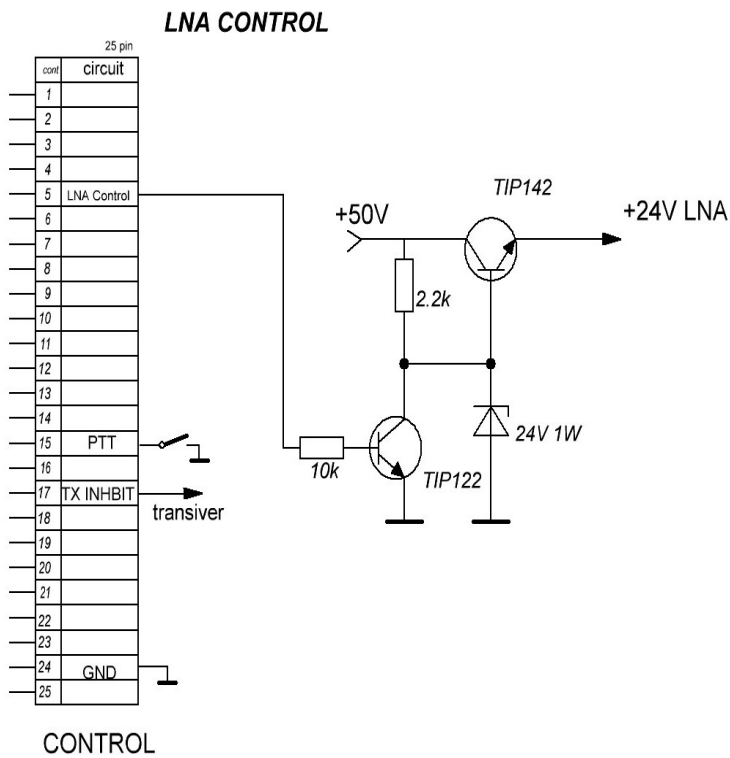 LNA CONTROL
25 pin
cont circuit
1
2
3
4
5 LNA Control
6
7
8
9
10
11
12
13
14
15 PTT
16
17 TX INHBIT
18
19
20
21
22
23
24 GND
25
CONTROL
transiver
+50V
TIP142
+24V LNA
2.2k
10k
TIP122
24V 1W